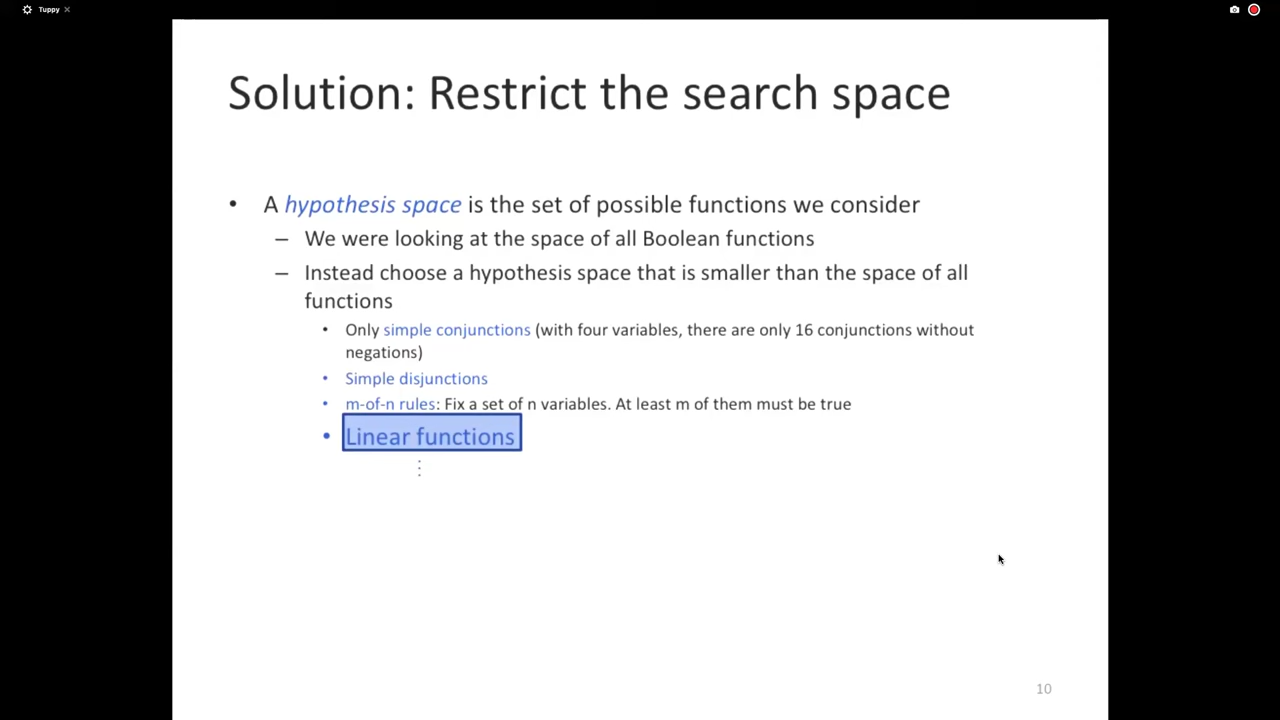 Tuppy ×
Solution: Restrict the search space
• A hypothesis space is the set of possible functions we consider
– We were looking at the space of all Boolean functions
– Instead choose a hypothesis space that is smaller than the space of all
functions
• Only simple conjunctions (with four variables, there are only 16 conjunctions without
negations)
• Simple disjunctions
• m-of-n rules: Fix a set of n variables. At least m of them must be true
• Linear functions
⋮
10